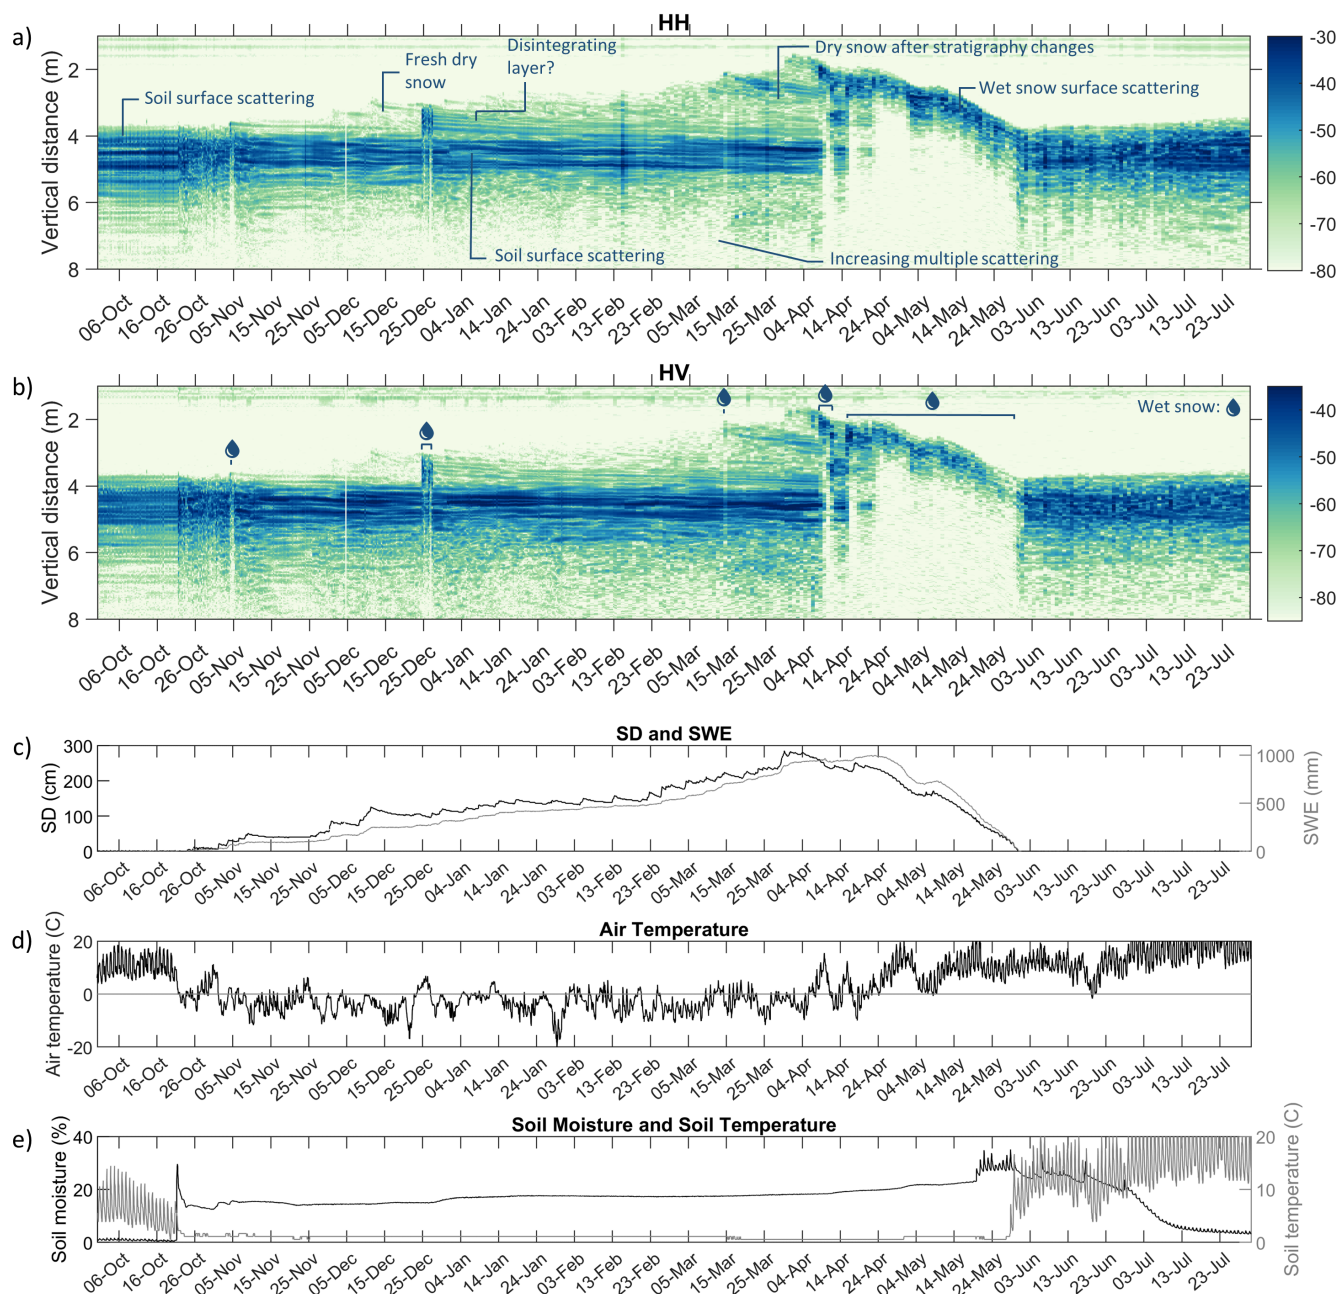 HH
a)
Disintegrating
layer?
Dry snow after stratigraphy changes
Fresh dry
snow
Soil surface scattering
Wet snow surface scattering
Soil surface scattering
Increasing multiple scattering
Vertical distance (m)
2
4
6
8
-30
-40
-50
-60
-70
-80
06-Oct 16-Oct 26-Oct 05-Nov 15-Nov 25-Nov 05-Dec 15-Dec 25-Dec 04-Jan 14-Jan 24-Jan 03-Feb 13-Feb 23-Feb 05-Mar 15-Mar 25-Mar 04-Apr 14-Apr 24-Apr 04-May 14-May 24-May 03-Jun 13-Jun 23-Jun 03-Jul 13-Jul 23-Jul
HV
b)
Wet snow:
Vertical distance (m)
2
4
6
8
-40
-50
-60
-70
-80
06-Oct 16-Oct 26-Oct 05-Nov 15-Nov 25-Nov 05-Dec 15-Dec 25-Dec 04-Jan 14-Jan 24-Jan 03-Feb 13-Feb 23-Feb 05-Mar 15-Mar 25-Mar 04-Apr 14-Apr 24-Apr 04-May 14-May 24-May 03-Jun 13-Jun 23-Jun 03-Jul 13-Jul 23-Jul
SD and SWE
c)
SD (cm)
300
200
100
0
1000
500
0
SWE (mm)
06-Oct 16-Oct 26-Oct 05-Nov 15-Nov 25-Nov 05-Dec 15-Dec 25-Dec 04-Jan 14-Jan 24-Jan 03-Feb 13-Feb 23-Feb 05-Mar 15-Mar 25-Mar 04-Apr 14-Apr 24-Apr 04-May 14-May 24-May 03-Jun 13-Jun 23-Jun 03-Jul 13-Jul 23-Jul
Air Temperature
d)
Air temperature (C)
20
0
-20
06-Oct 16-Oct 26-Oct 05-Nov 15-Nov 25-Nov 05-Dec 15-Dec 25-Dec 04-Jan 14-Jan 24-Jan 03-Feb 13-Feb 23-Feb 05-Mar 15-Mar 25-Mar 04-Apr 14-Apr 24-Apr 04-May 14-May 24-May 03-Jun 13-Jun 23-Jun 03-Jul 13-Jul 23-Jul
Soil Moisture and Soil Temperature
e)
Soil moisture (%)
40
20
0
20
10
0
Soil temperature (C)
06-Oct 16-Oct 26-Oct 05-Nov 15-Nov 25-Nov 05-Dec 15-Dec 25-Dec 04-Jan 14-Jan 24-Jan 03-Feb 13-Feb 23-Feb 05-Mar 15-Mar 25-Mar 04-Apr 14-Apr 24-Apr 04-May 14-May 24-May 03-Jun 13-Jun 23-Jun 03-Jul 13-Jul 23-Jul